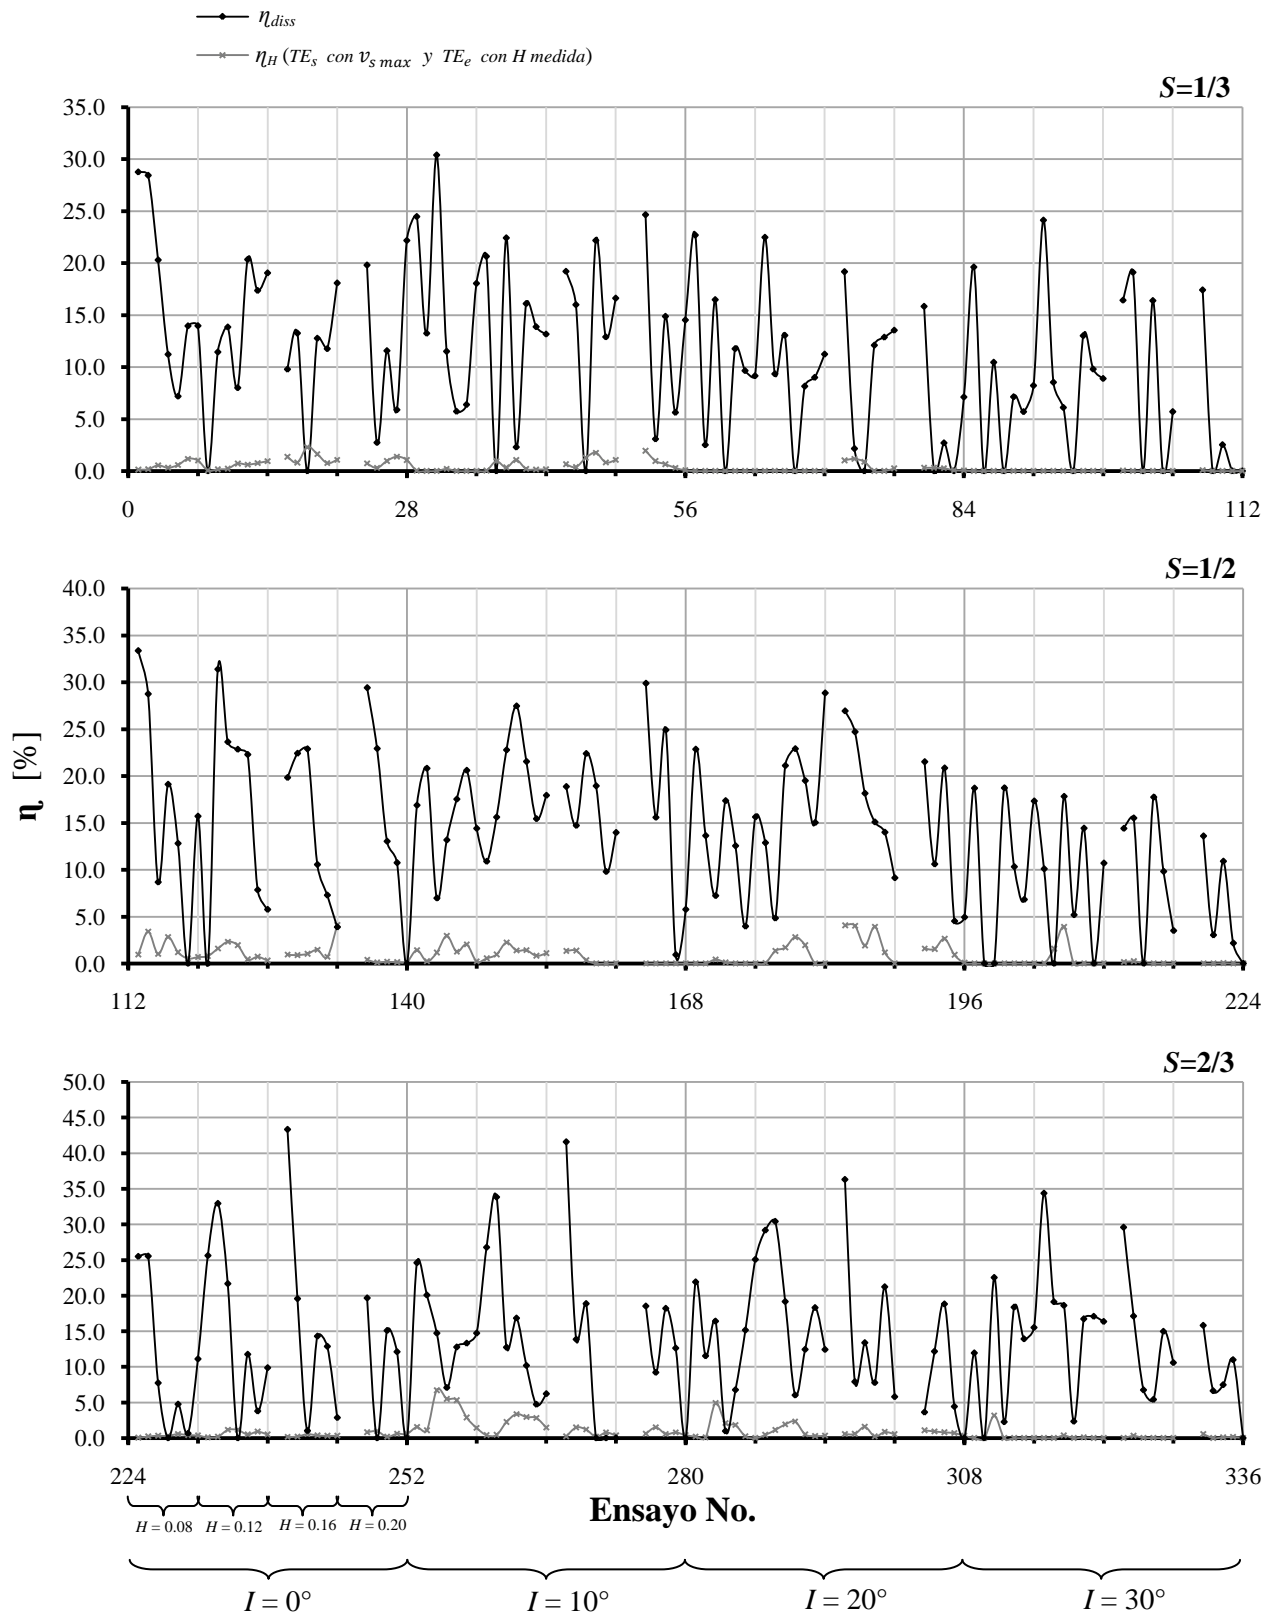 η_diss
η_H (TE_s con v_s max y TE_e con H medida)
S=1/3
35.0
30.0
25.0
20.0
15.0
10.0
5.0
0.0
0 28 56 84 112
S=1/2
40.0
35.0
30.0
25.0
20.0
15.0
10.0
5.0
0.0
112 140 168 196 224
η [%]
S=2/3
50.0
45.0
40.0
35.0
30.0
25.0
20.0
15.0
10.0
5.0
0.0
224 252 280 308 336
Ensayo No.
H = 0.08 H = 0.12 H = 0.16 H = 0.20
I = 0° I = 10° I = 20° I = 30°